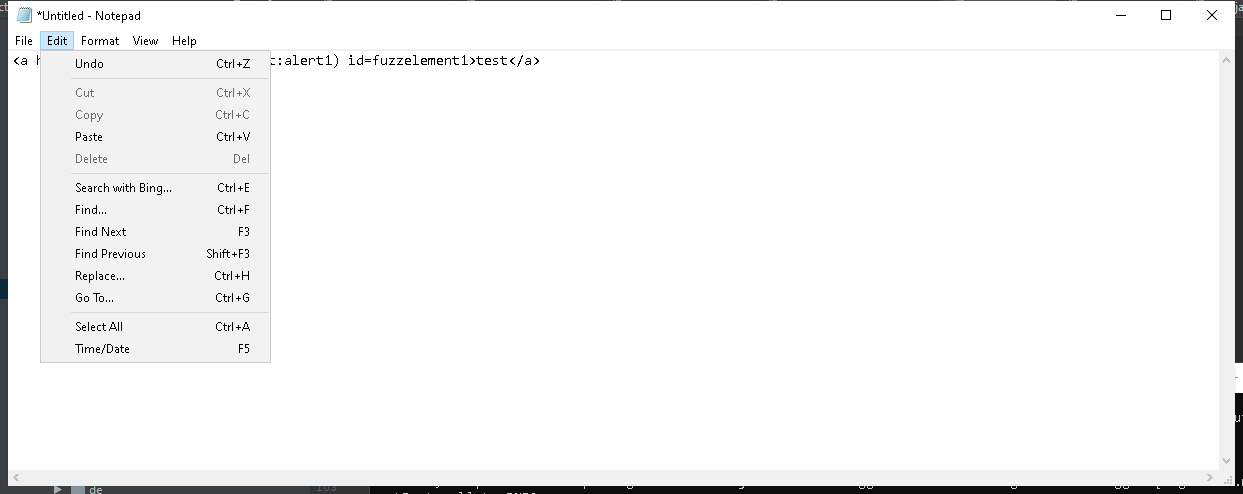 *Untitled - Notepad
File Edit Format View Help
<a h t:alert1) id=fuzzelement1>test</a>
Undo Ctrl+Z
Cut Ctrl+X
Copy Ctrl+C
Paste Ctrl+V
Delete Del
Search with Bing... Ctrl+E
Find... Ctrl+F
Find Next F3
Find Previous Shift+F3
Replace... Ctrl+H
Go To... Ctrl+G
Select All Ctrl+A
Time/Date F5
de